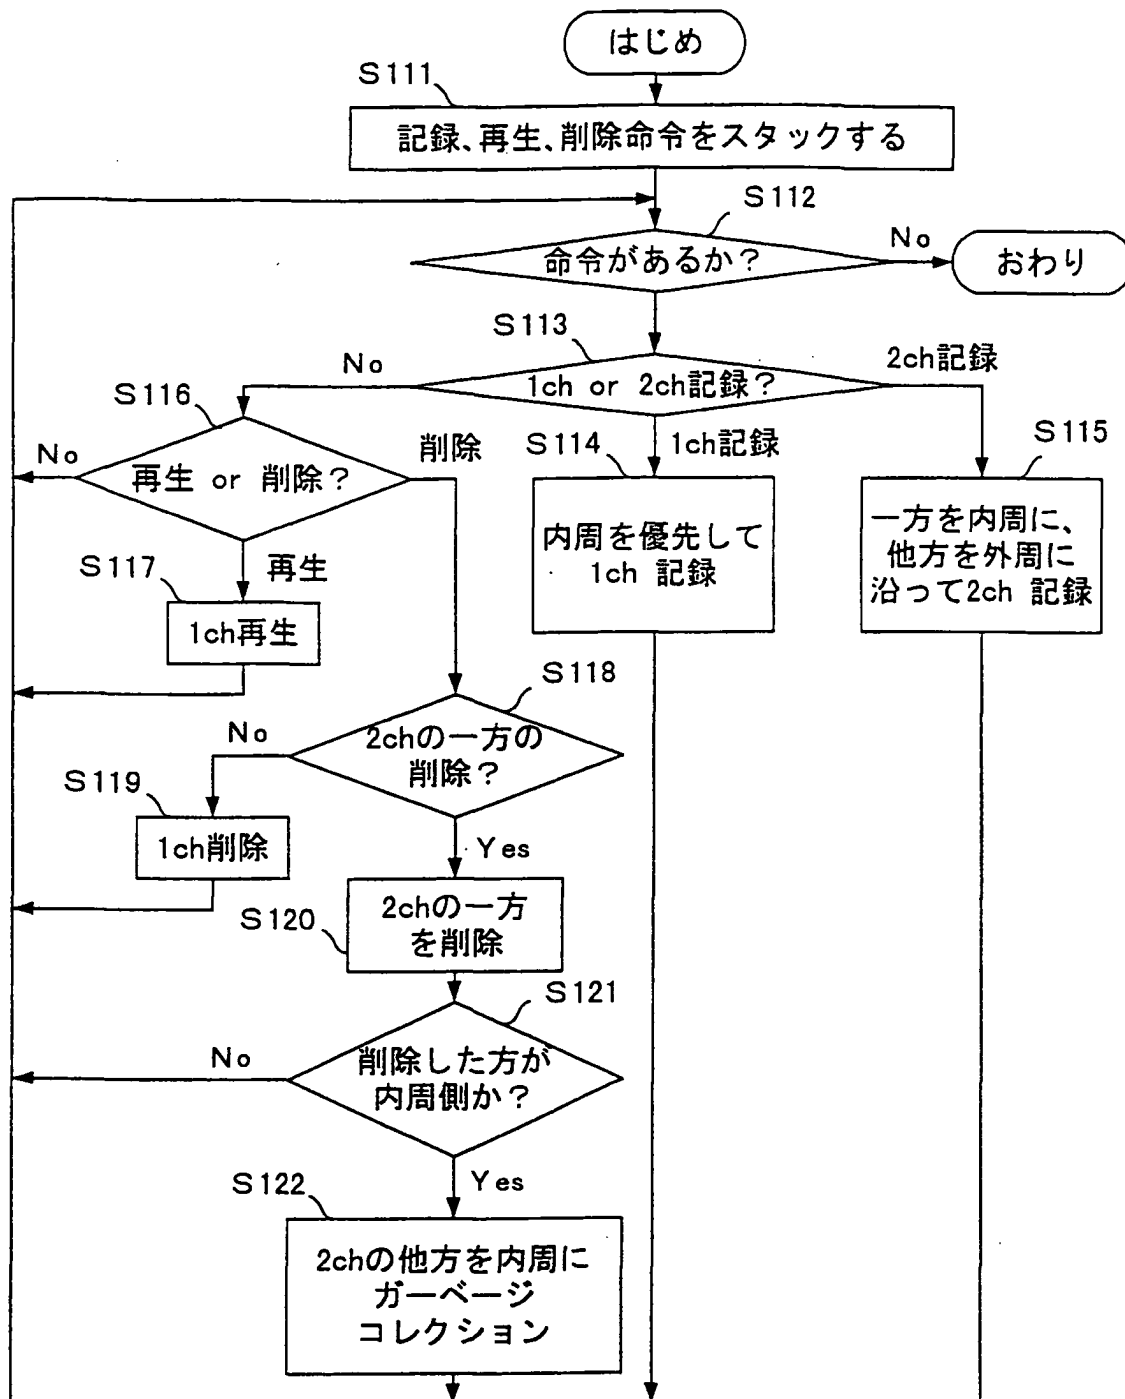 はじめ
S111
記録、再生、削除命令をスタックする
S112
命令があるか？
No
おわり
S113
No
1ch or 2ch記録？
2ch記録
S116
No
再生 or 削除？
削除
S114
1ch記録
S115
内周を優先して
1ch 記録
一方を内周に、
他方を外周に
沿って2ch 記録
S117
再生
1ch再生
S118
No
2chの一方の
削除？
S119
1ch削除
Yes
S120
2chの一方
を削除
S121
No
削除した方が
内周側か？
Yes
S122
2chの他方を内周に
ガーベージ
コレクション